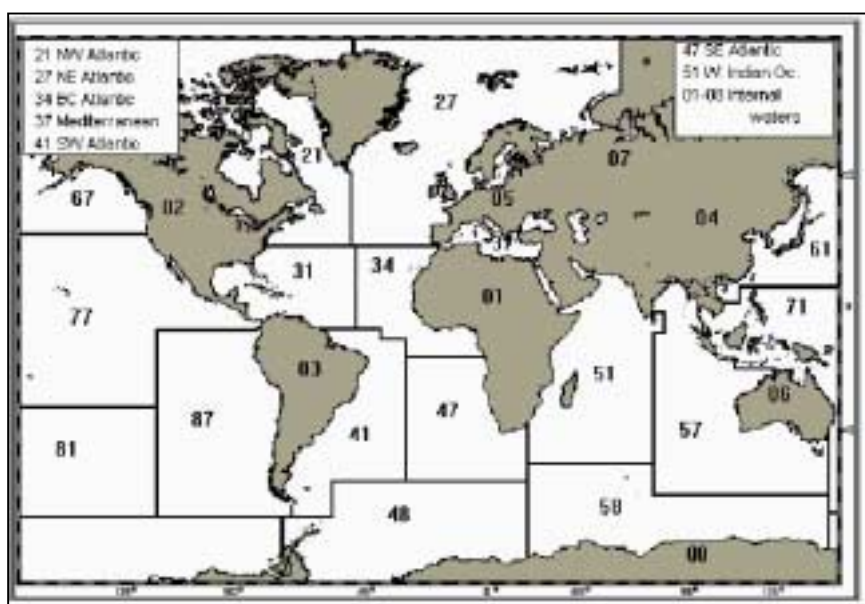 21 NW Atlantic
27 NE Atlantic
34 EC Atlantic
37 Mediterranean
41 SW Atlantic
47 SE Atlantic
51 W. Indian Oc.
01-08 Internal
waters
27
21
07
67
02
05
04
61
31
34
37
01
77
71
03
51
06
87
41
47
57
81
48
58
0°